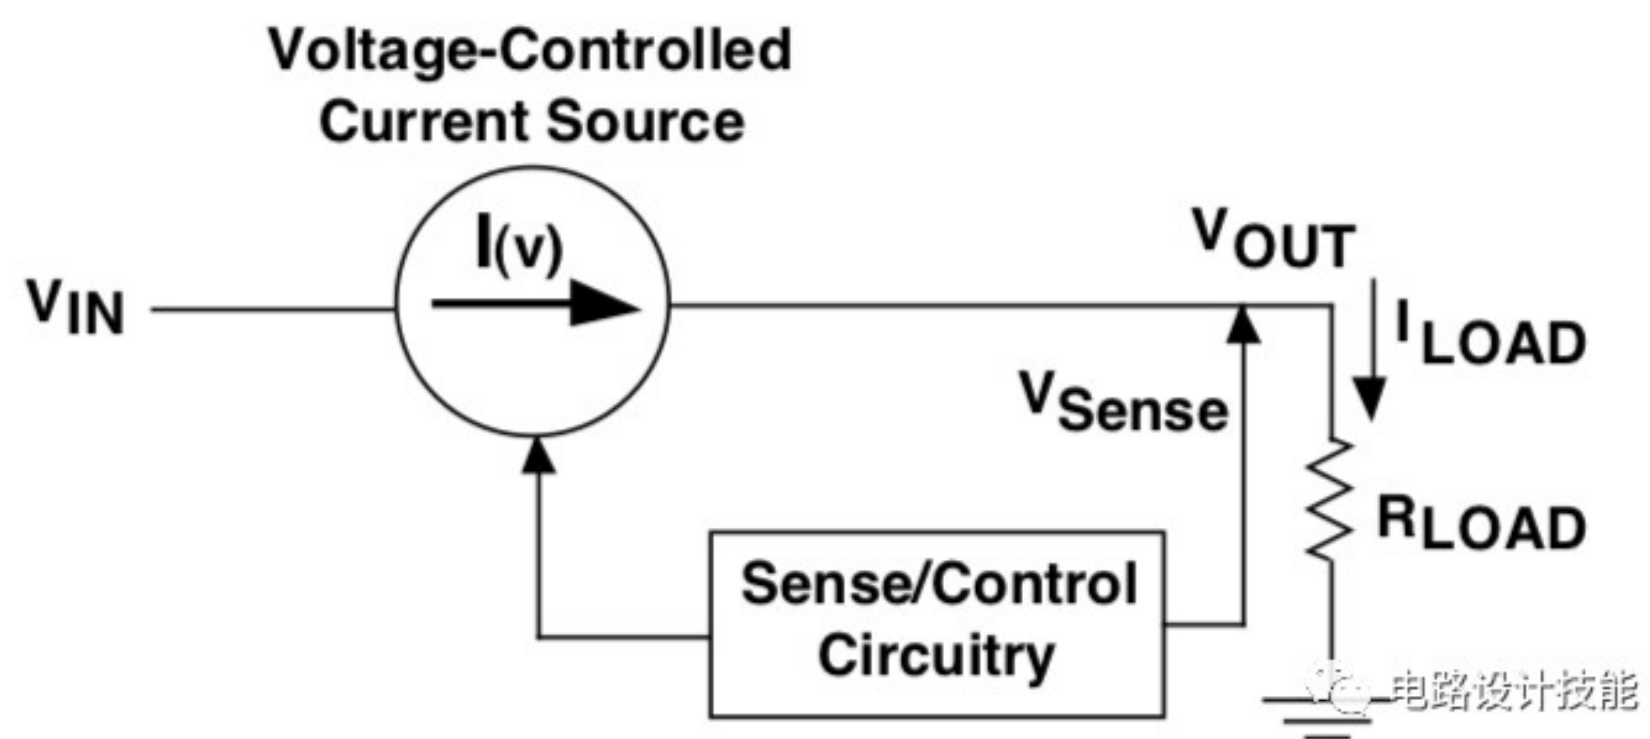 Voltage-Controlled
Current Source
I(v)
VIN
VOUT
ILOAD
VSense
RLOAD
Sense/Control
Circuitry
电路设计技能